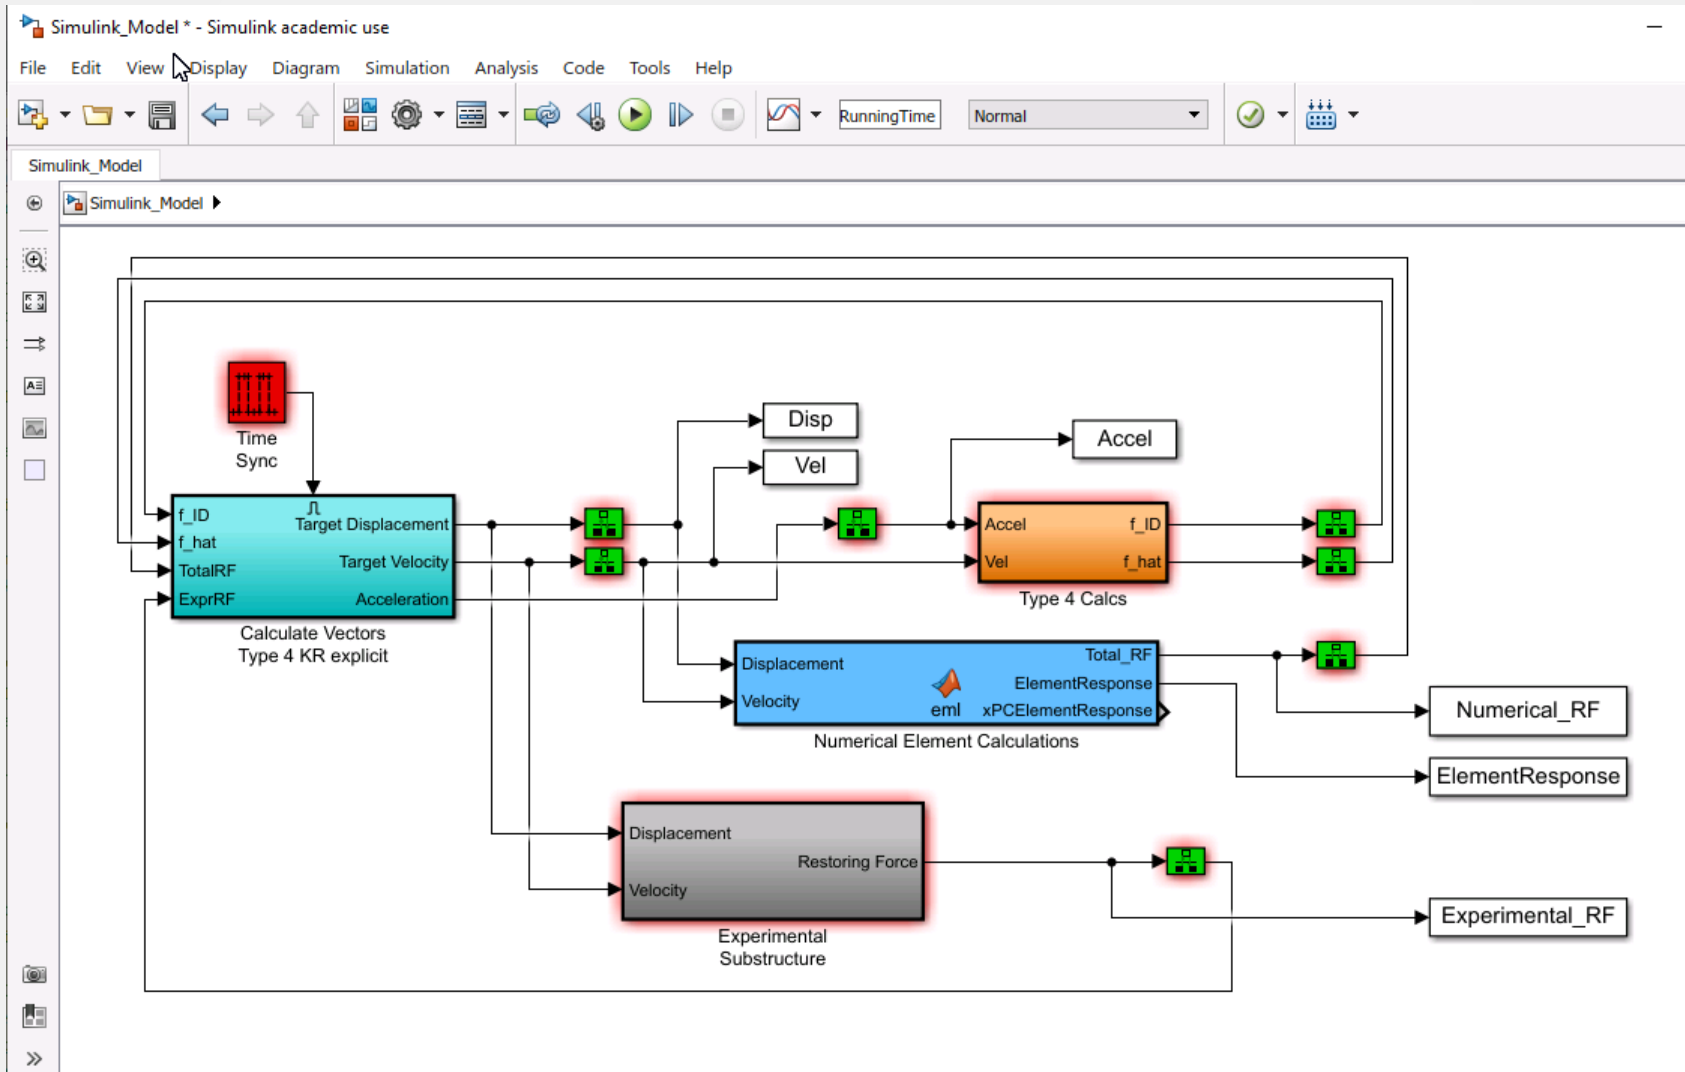 Simulink_Model * - Simulink academic use
File Edit View Display Diagram Simulation Analysis Code Tools Help
RunningTime Normal
Simulink_Model
Simulink_Model
Time
Sync
Disp
Vel
Accel
f_ID
f_hat
TotalRF
ExprRF
Target Displacement
Target Velocity
Acceleration
Calculate Vectors
Type 4 KR explicit
Accel
Vel
f_ID
f_hat
Type 4 Calcs
Displacement
Velocity
eml
Total_RF
ElementResponse
xPCElementResponse
Numerical Element Calculations
Numerical_RF
ElementResponse
Displacement
Velocity
Restoring Force
Experimental
Substructure
Experimental_RF